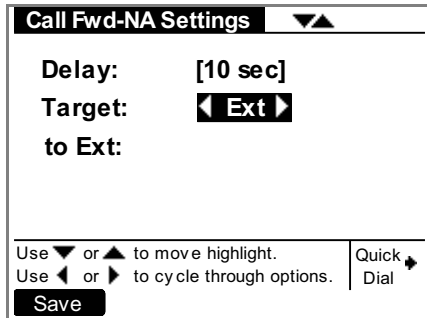 Call Fwd-NA Settings ▼▲
Delay: [10 sec]
Target: ◀ Ext ▶
to Ext:
Use ▼ or ▲ to move highlight.
Use ◀ or ▶ to cycle through options.
Quick
Dial
Save